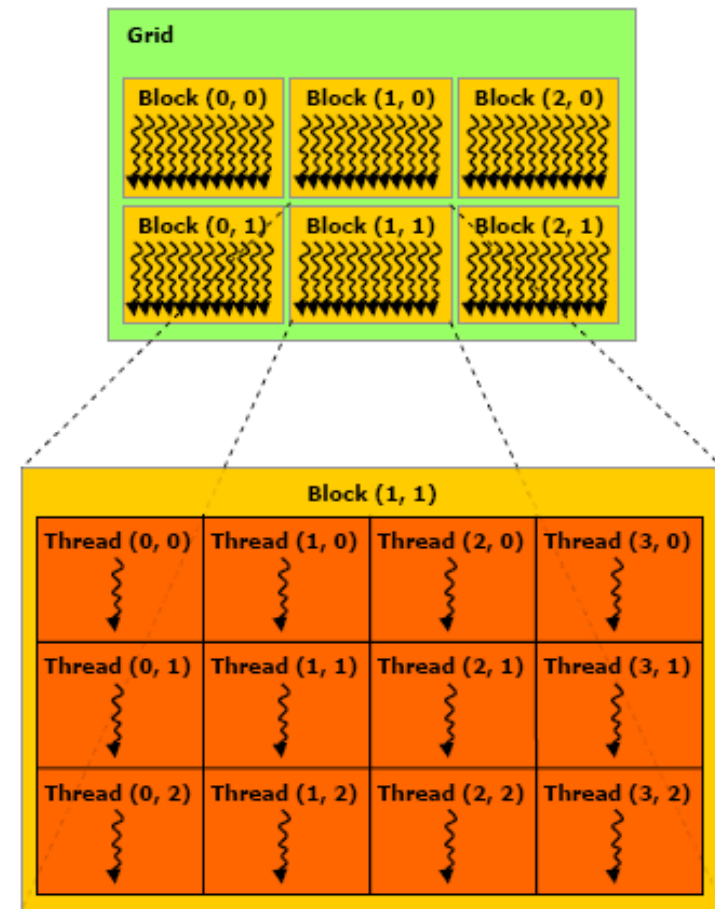 Grid
Block (0, 0) Block (1, 0) Block (2, 0)
Block (0, 1) Block (1, 1) Block (2, 1)
Block (1, 1)
Thread (0, 0) Thread (1, 0) Thread (2, 0) Thread (3, 0)
Thread (0, 1) Thread (1, 1) Thread (2, 1) Thread (3, 1)
Thread (0, 2) Thread (1, 2) Thread (2, 2) Thread (3, 2)